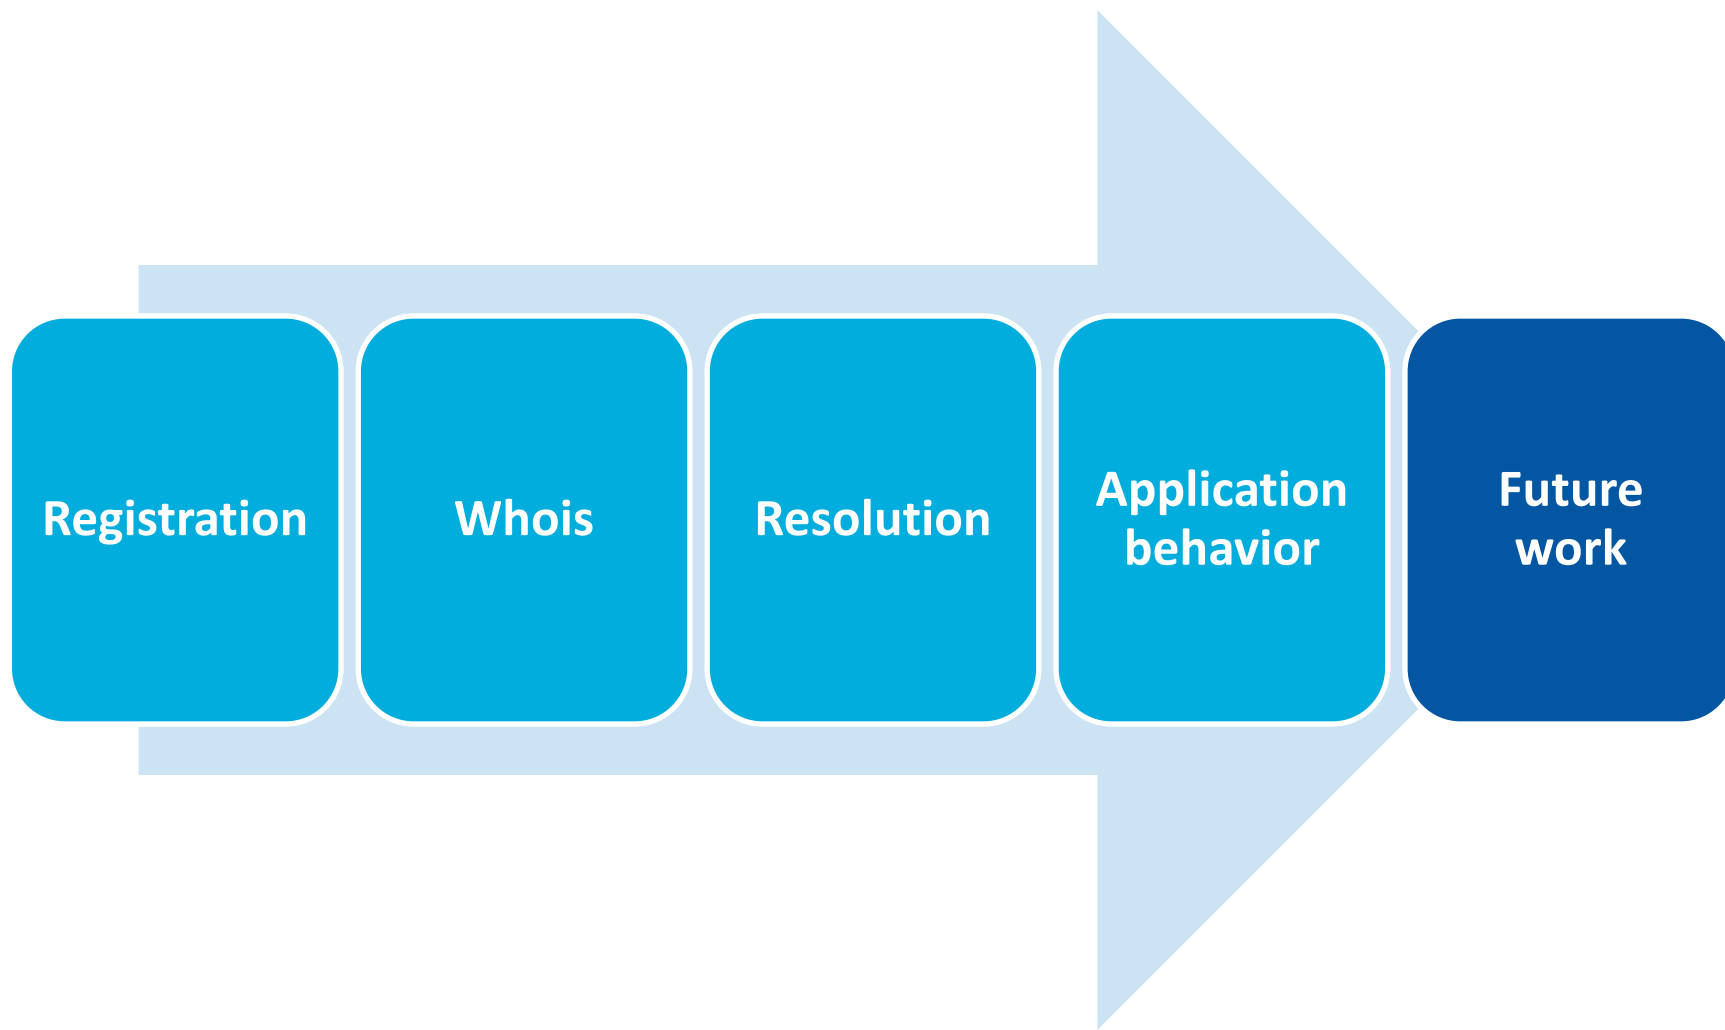 Registration
Whois
Resolution
Application
behavior
Future
work